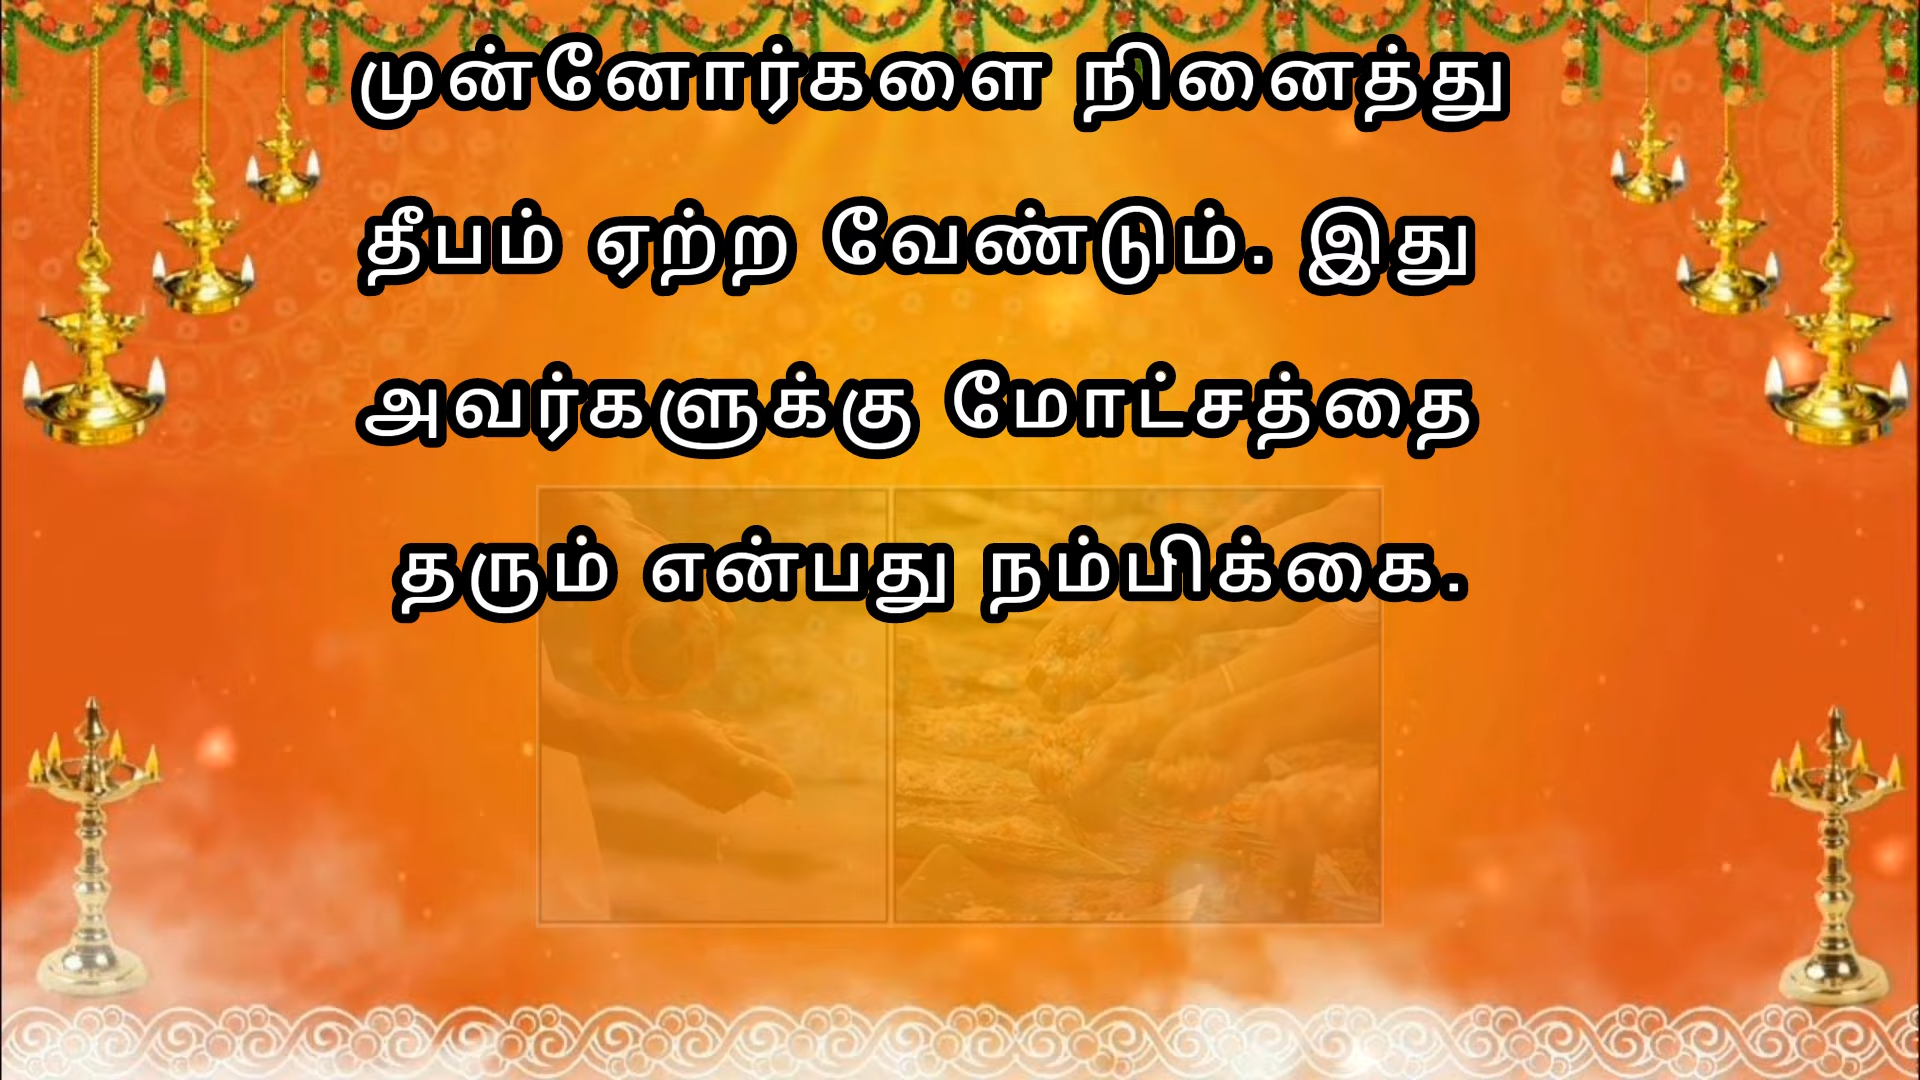 முன்னோர்களை நினைத்து
தீபம் ஏற்ற வேண்டும். இது
அவர்களுக்கு மோட்சத்தை
தரும் என்பது நம்பிக்கை.